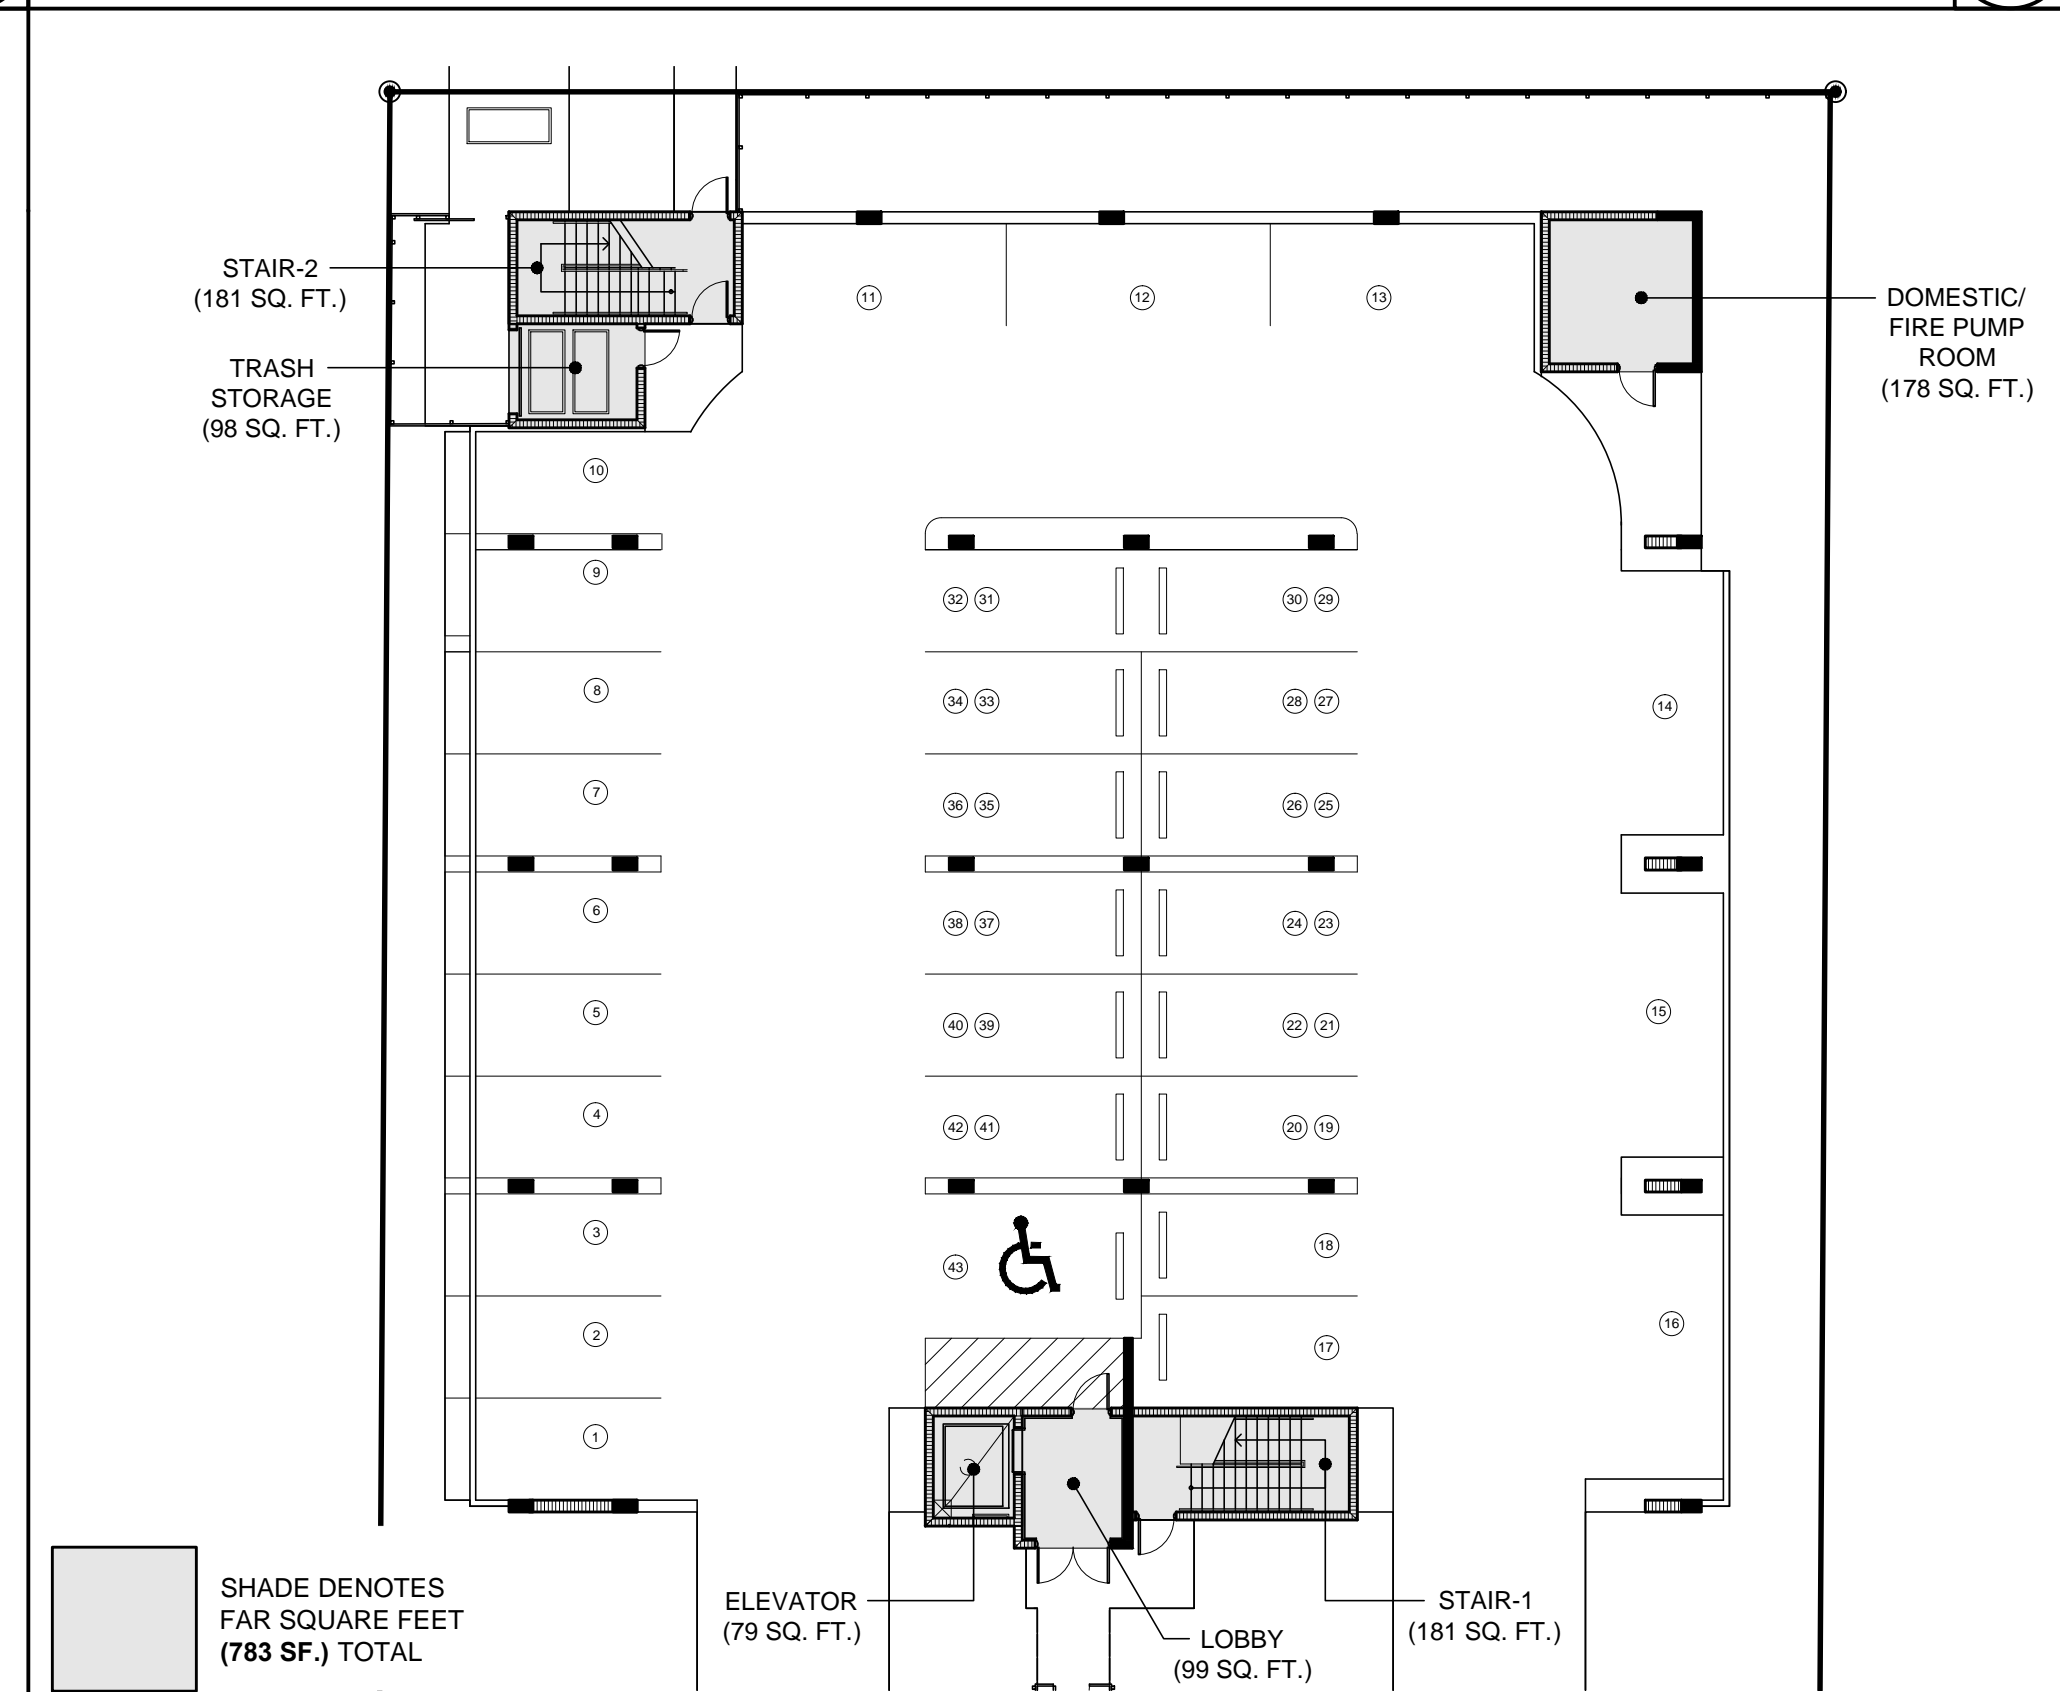 STAIR-2
(181 SQ. FT.)
TRASH
STORAGE
(98 SQ. FT.)
DOMESTIC/
FIRE PUMP
ROOM
(178 SQ. FT.)
11
12
13
10
9
32 31
30 29
8
34 33
28 27
14
7
36 35
26 25
6
38 37
24 23
5
40 39
22 21
15
4
42 41
20 19
3
43
18
16
2
17
1
SHADE DENOTES
FAR SQUARE FEET
(783 SF.) TOTAL
ELEVATOR
(79 SQ. FT.)
LOBBY
(99 SQ. FT.)
STAIR-1
(181 SQ. FT.)